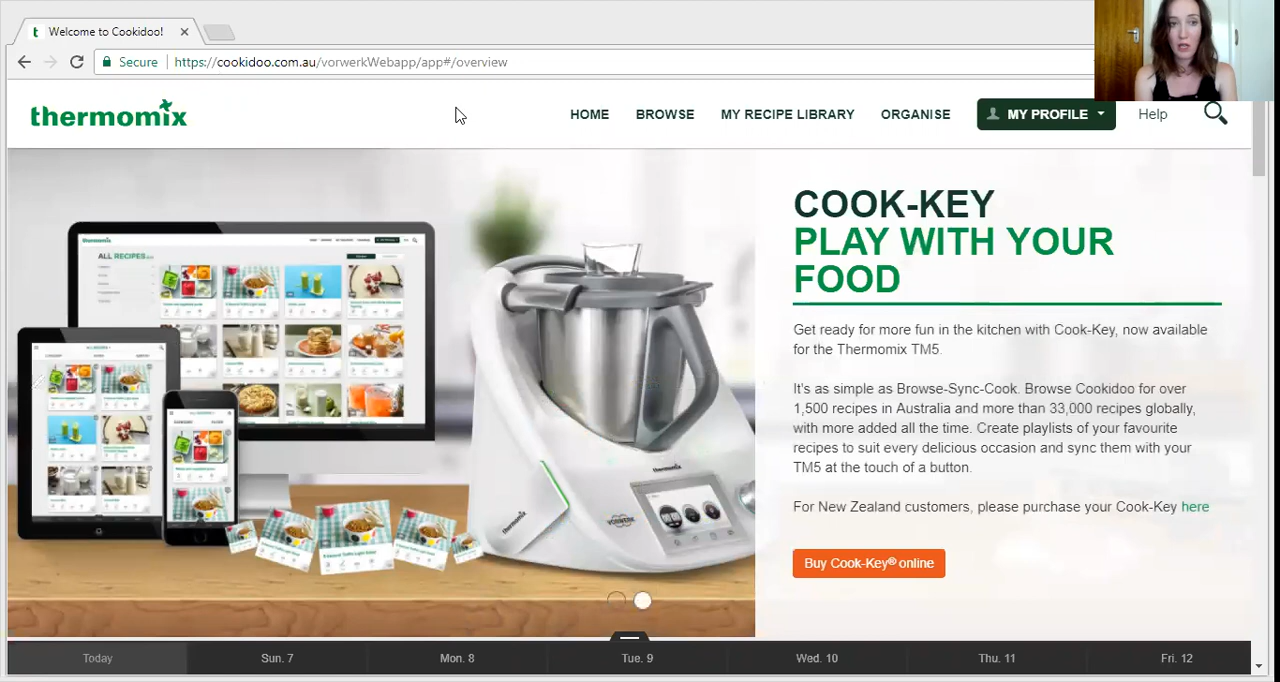 Welcome to Cookidoo!
Secure
https://cookidoo.com.au/vorwerkWebapp/app#/overview
thermomix
HOME
BROWSE
MY RECIPE LIBRARY
ORGANISE
MY PROFILE
Help
COOK-KEY
PLAY WITH YOUR
FOOD
Get ready for more fun in the kitchen with Cook-Key, now available
for the Thermomix TM5.
It's as simple as Browse-Sync-Cook. Browse Cookidoo for over
1,500 recipes in Australia and more than 33,000 recipes globally,
with more added all the time. Create playlists of your favourite
recipes to suit every delicious occasion and sync them with your
TM5 at the touch of a button.
For New Zealand customers, please purchase your Cook-Key here
Buy Cook-Key® online
ALL RECIPES
thermomix
thermomix
VORWERK
Today
Sun. 7
Mon. 8
Tue. 9
Wed. 10
Thu. 11
Fri. 12